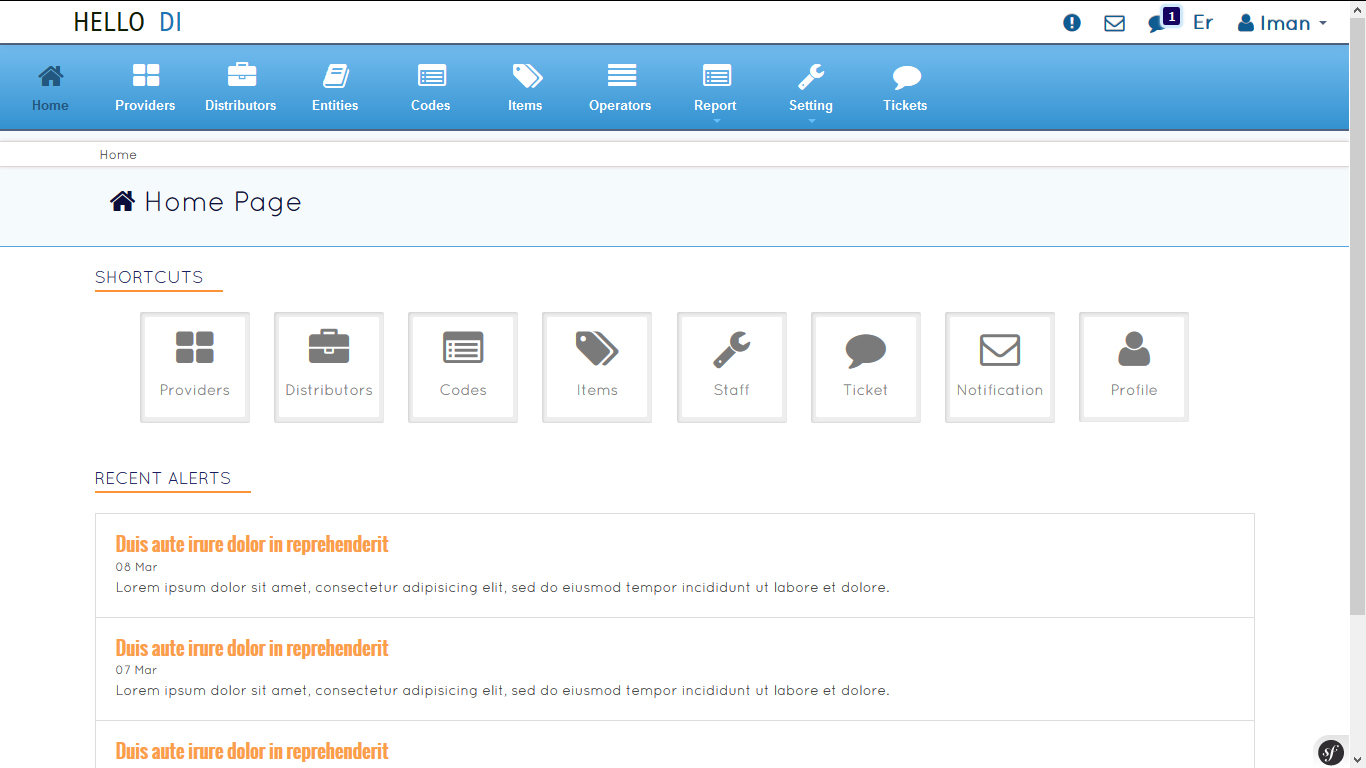 HELLO DI
1 Er Iman
Home Providers Distributors Entities Codes Items Operators Report Setting Tickets
Home
Home Page
SHORTCUTS
Providers Distributors Codes Items Staff Ticket Notification Profile
RECENT ALERTS
Duis aute irure dolor in reprehenderit
08 Mar
Lorem ipsum dolor sit amet, consectetur adipisicing elit, sed do eiusmod tempor incididunt ut labore et dolore.
Duis aute irure dolor in reprehenderit
07 Mar
Lorem ipsum dolor sit amet, consectetur adipisicing elit, sed do eiusmod tempor incididunt ut labore et dolore.
Duis aute irure dolor in reprehenderit
sf